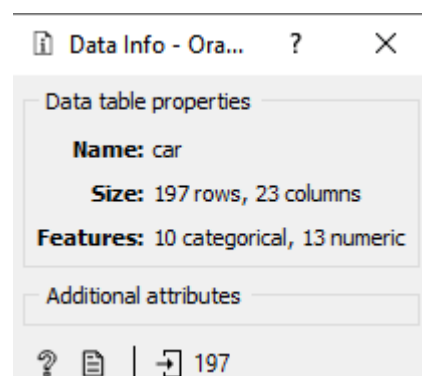 Data Info - Ora... ?
Data table properties
Name: car
Size: 197 rows, 23 columns
Features: 10 categorical, 13 numeric
Additional attributes
? | 197